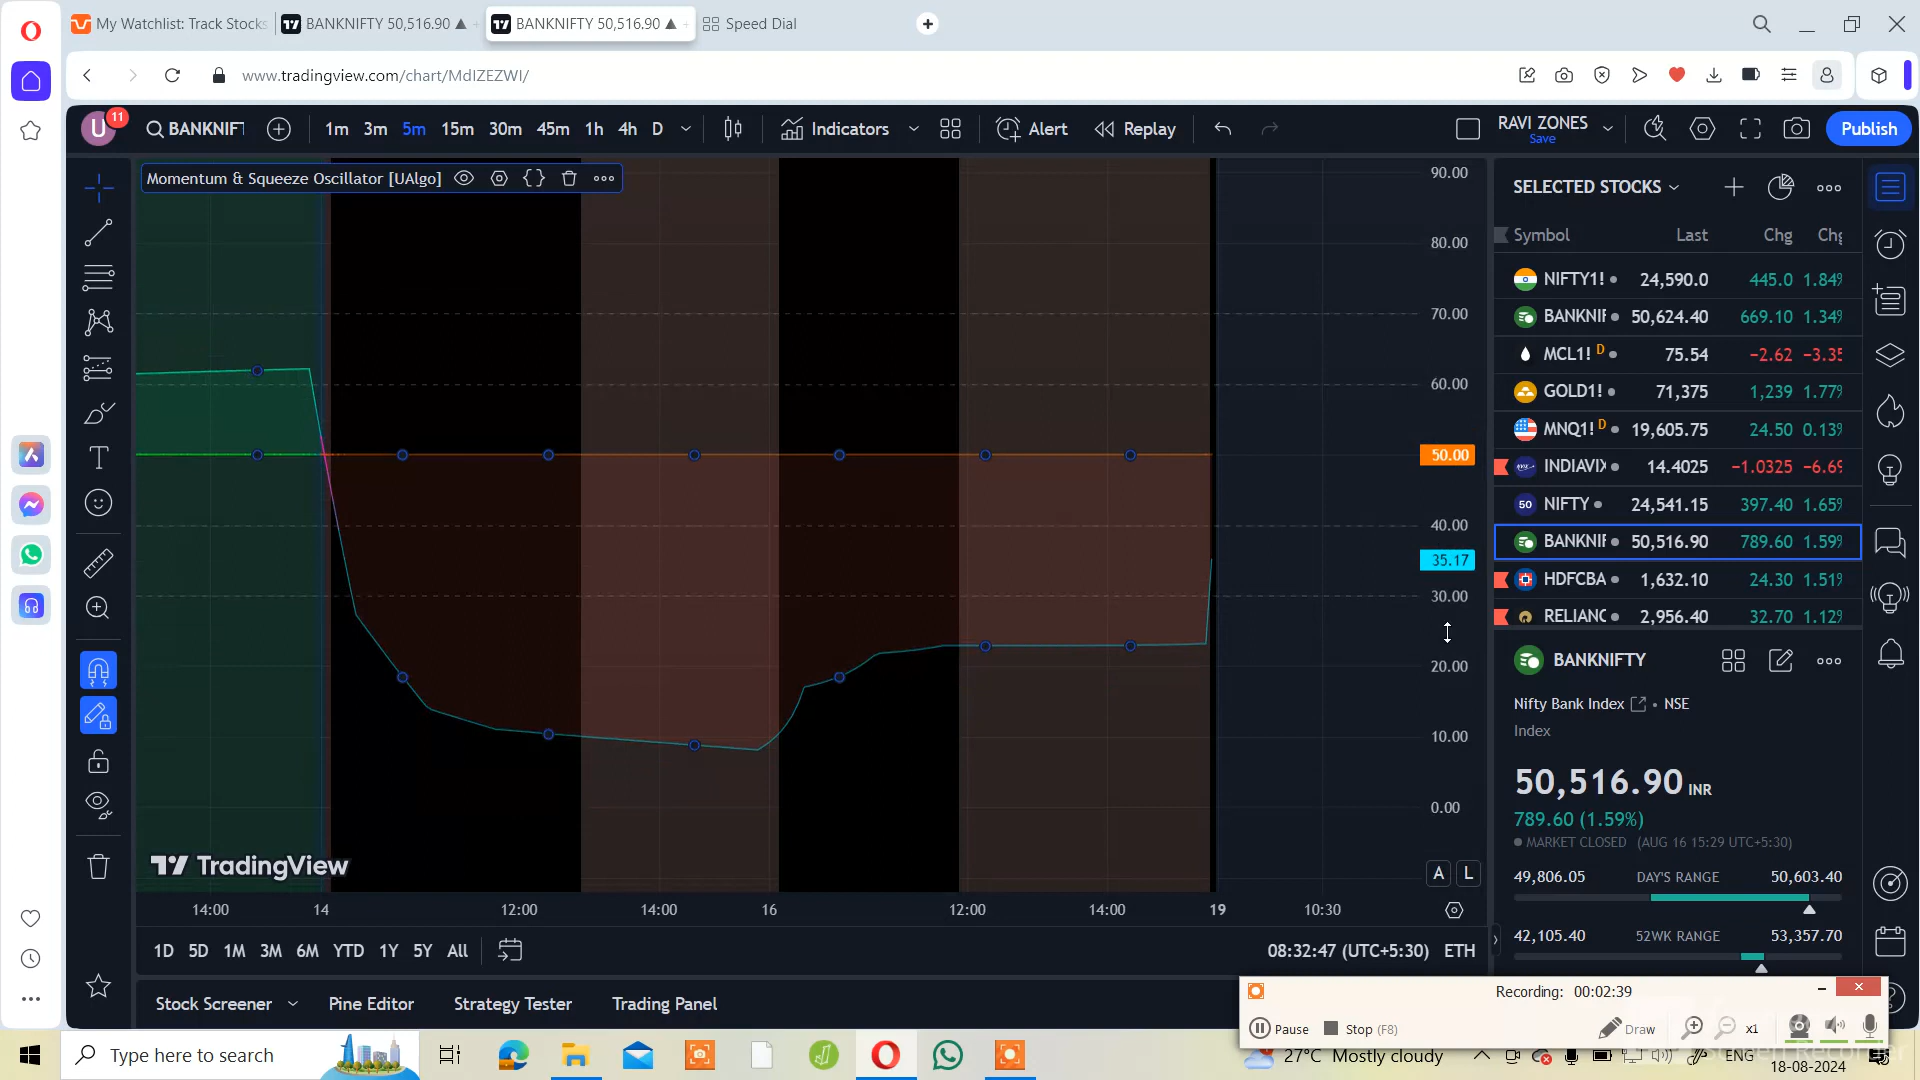 My Watchlist: Track Stocks
BANKNIFTY 50,516.90 ▲
BANKNIFTY 50,516.90 ▲
Speed Dial
www.tradingview.com/chart/MdIZEZWI/
U
11
BANKNIFT
1m 3m 5m 15m 30m 45m 1h 4h D
Indicators
Alert
Replay
RAVI ZONES
Save
Publish
Momentum & Squeeze Oscillator [UAlgo]
90.00
80.00
70.00
60.00
50.00
40.00
35.17
30.00
20.00
10.00
0.00
A L
TradingView
14:00 14 12:00 14:00 16 12:00 14:00 19 10:30
1D 5D 1M 3M 6M YTD 1Y 5Y All
08:32:47 (UTC+5:30) ETH
Stock Screener
Pine Editor
Strategy Tester
Trading Panel
SELECTED STOCKS
Symbol Last Chg Chg
NIFTY1! 24,590.0 445.0 1.84%
BANKNIF 50,624.40 669.10 1.34%
MCL1! D 75.54 −2.62 −3.35
GOLD1! 71,375 1,239 1.77%
MNQ1! D 19,605.75 24.50 0.13%
INDIAVIX 14.4025 −1.0325 −6.69
50 NIFTY 24,541.15 397.40 1.65%
BANKNIF 50,516.90 789.60 1.59%
HDFCBA 1,632.10 24.30 1.51%
RELIANC 2,956.40 32.70 1.12%
BANKNIFTY
Nifty Bank Index • NSE
Index
50,516.90 INR
789.60 (1.59%)
MARKET CLOSED (AUG 16 15:29 UTC+5:30)
49,806.05 DAY'S RANGE 50,603.40
42,105.40 52WK RANGE 53,357.70
Recording: 00:02:39
Pause
Stop (F8)
Draw
x1
Type here to search
27°C Mostly cloudy
ENG
18-08-2024